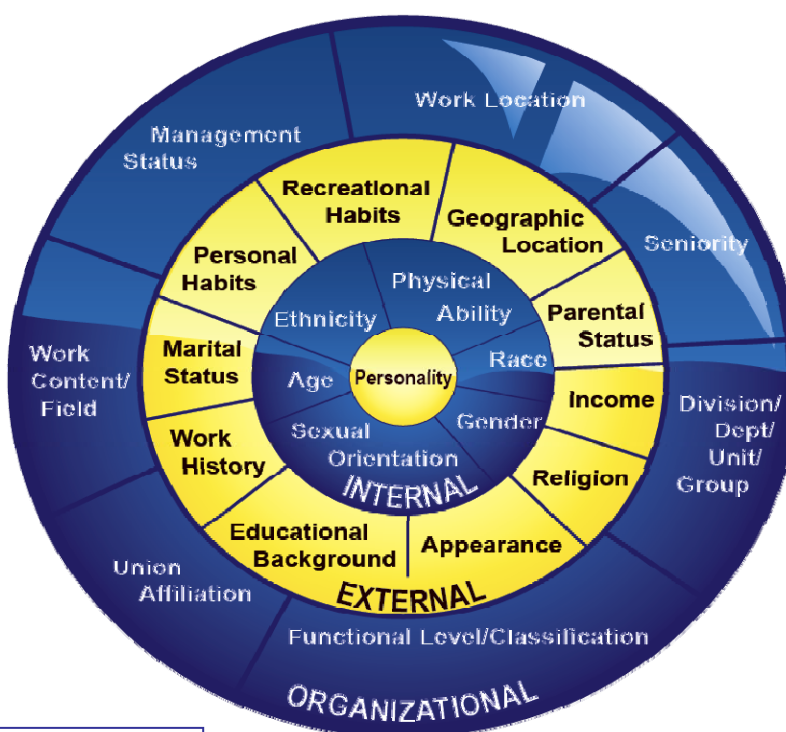 Work Location
Management
Status
Seniority
Work
Content/
Field
Division/
Dept/
Unit/
Group
Union
Affiliation
Functional Level/Classification
ORGANIZATIONAL
Recreational
Habits
Geographic
Location
Personal
Habits
Parental
Status
Marital
Status
Income
Work
History
Religion
Educational
Background
Appearance
EXTERNAL
Physical
Ability
Ethnicity
Race
Age
Gender
Sexual
Orientation
INTERNAL
Personality